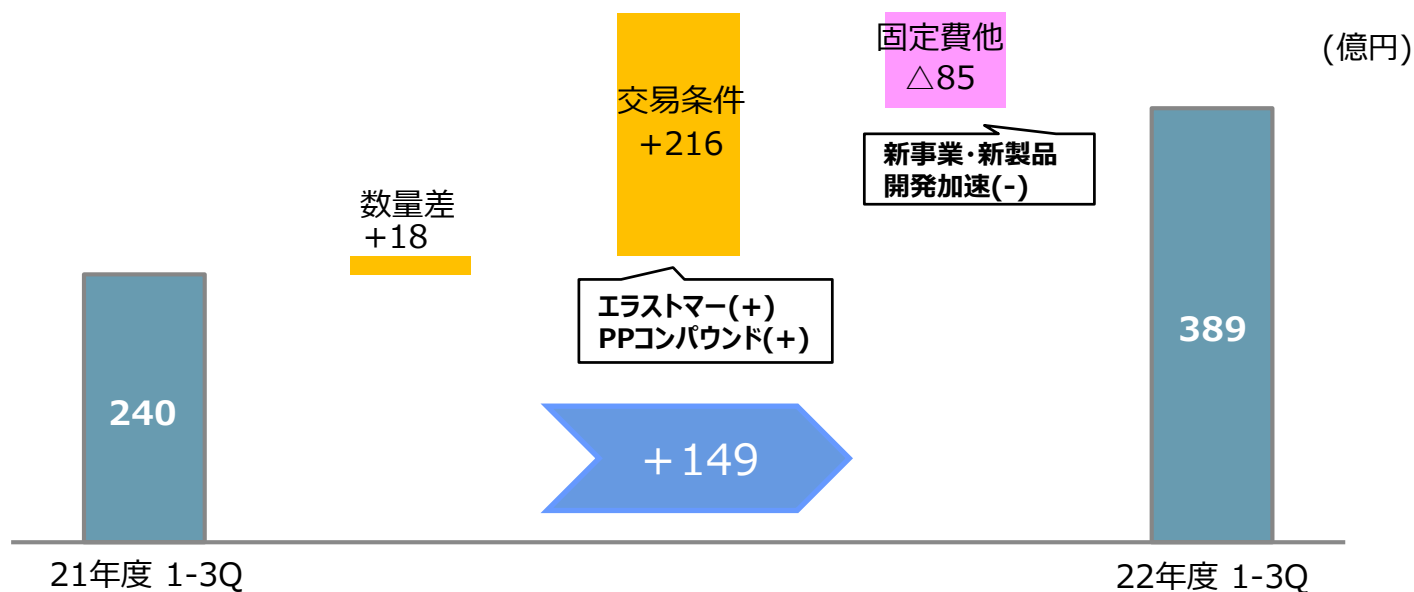 (億円)
240
数量差
+18
交易条件
+216
エラストマー(+)
PPコンパウンド(+)
固定費他
△85
新事業・新製品
開発加速(-)
389
+149
21年度 1-3Q
22年度 1-3Q